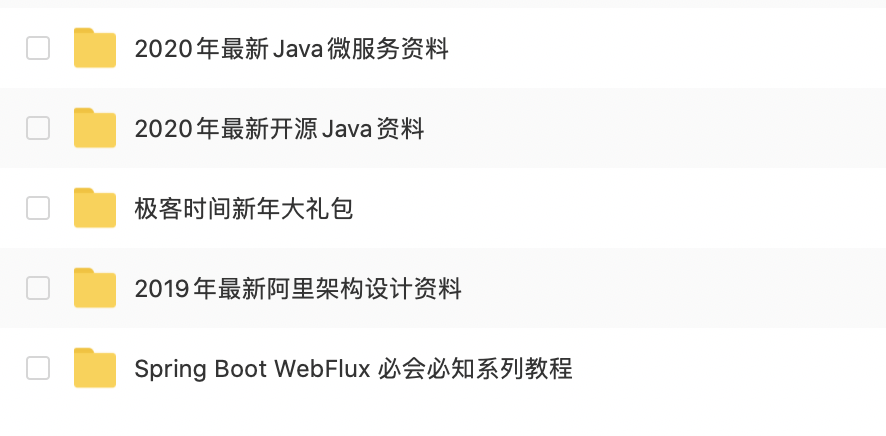 2020年最新Java微服务资料
2020年最新开源Java资料
极客时间新年大礼包
2019年最新阿里架构设计资料
Spring Boot WebFlux 必会必知系列教程